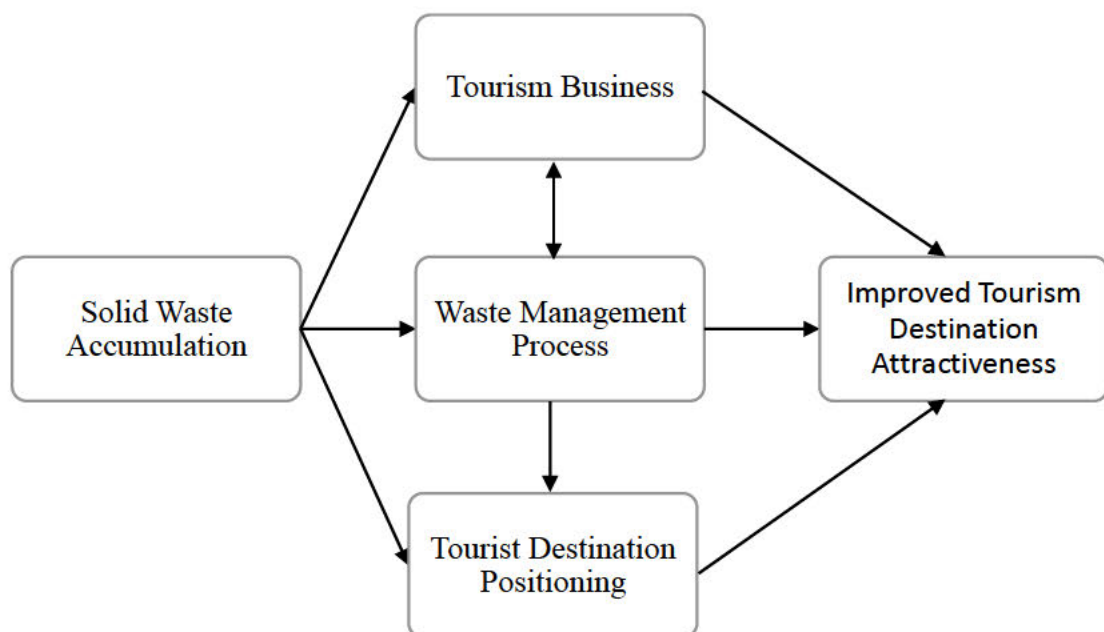 Tourism Business
Solid Waste
Accumulation
Waste Management
Process
Improved Tourism
Destination
Attractiveness
Tourist Destination
Positioning